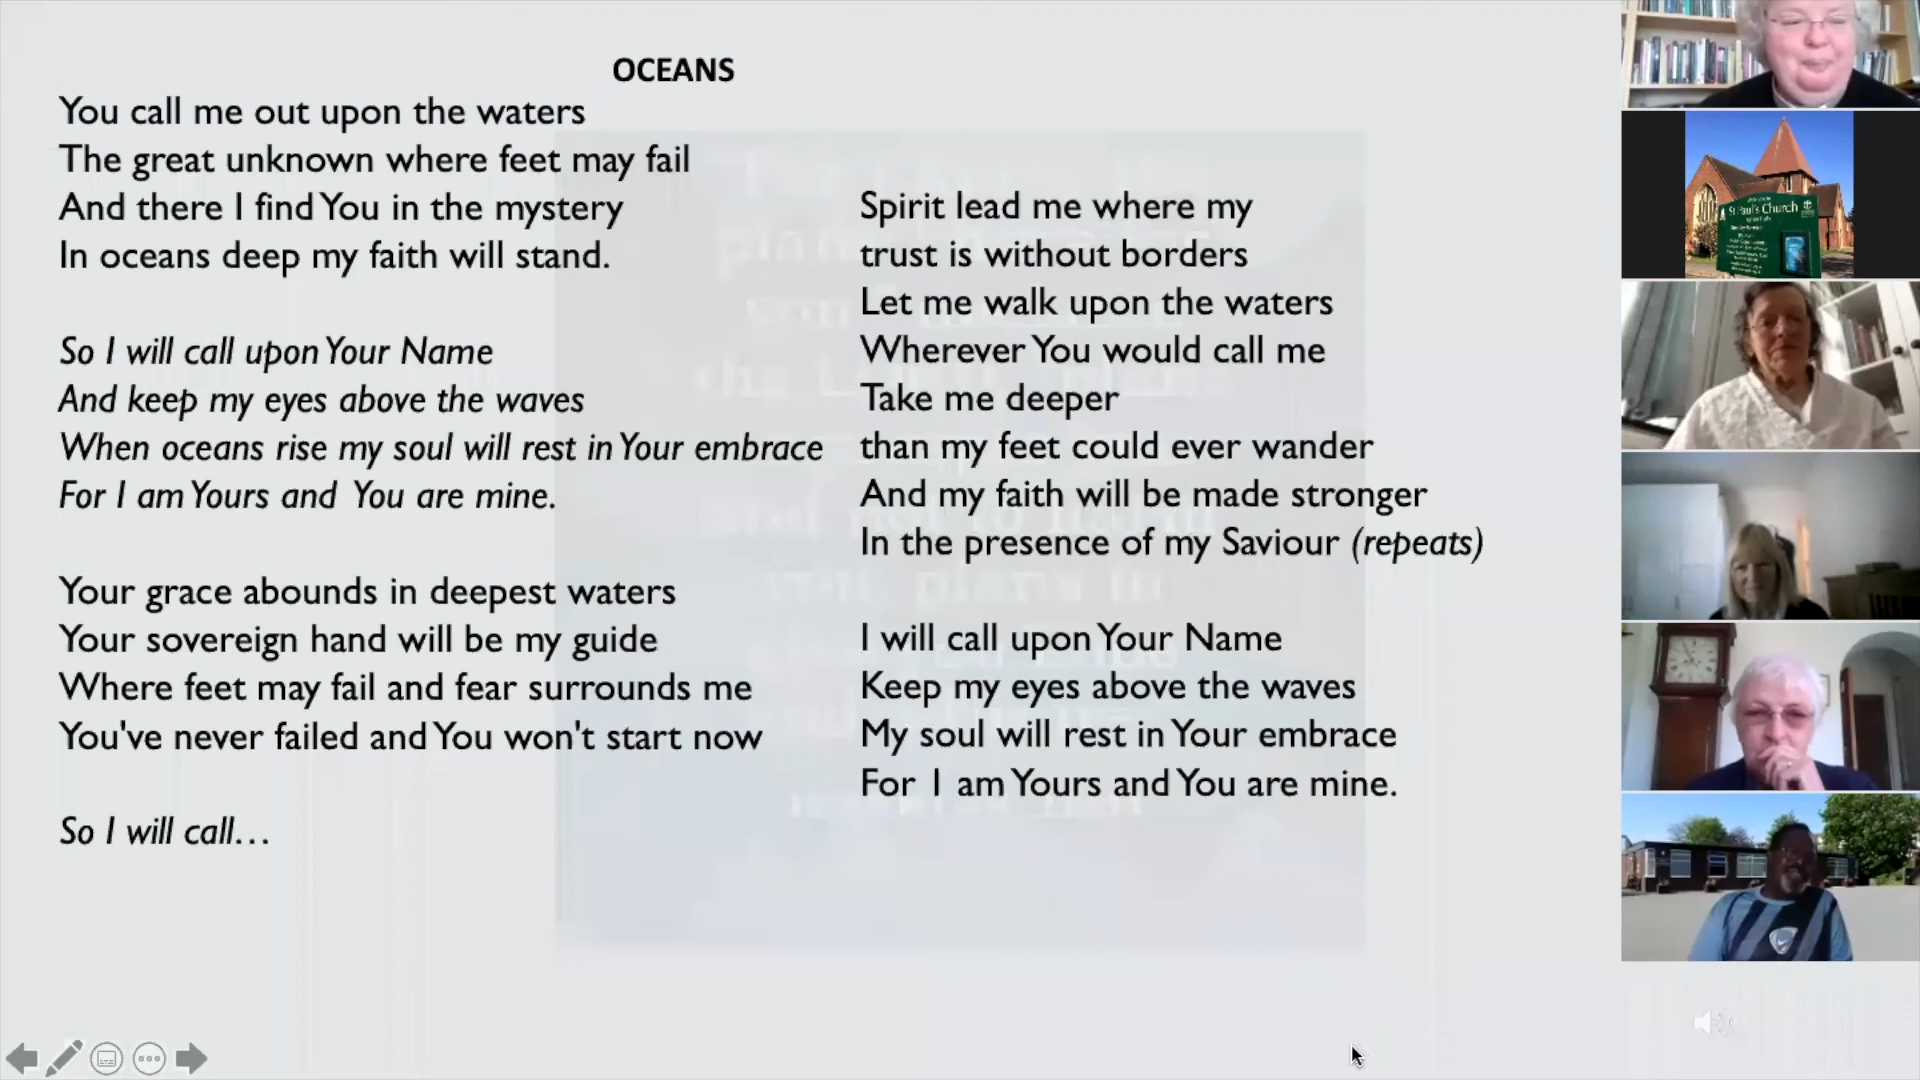 OCEANS
You call me out upon the waters
The great unknown where feet may fail
And there I find You in the mystery
In oceans deep my faith will stand.
So I will call upon Your Name
And keep my eyes above the waves
When oceans rise my soul will rest in Your embrace
For I am Yours and You are mine.
Your grace abounds in deepest waters
Your sovereign hand will be my guide
Where feet may fail and fear surrounds me
You've never failed and You won't start now
So I will call…
Spirit lead me where my
trust is without borders
Let me walk upon the waters
Wherever You would call me
Take me deeper
than my feet could ever wander
And my faith will be made stronger
In the presence of my Saviour (repeats)
I will call upon Your Name
Keep my eyes above the waves
My soul will rest in Your embrace
For I am Yours and You are mine.
St Paul's Church